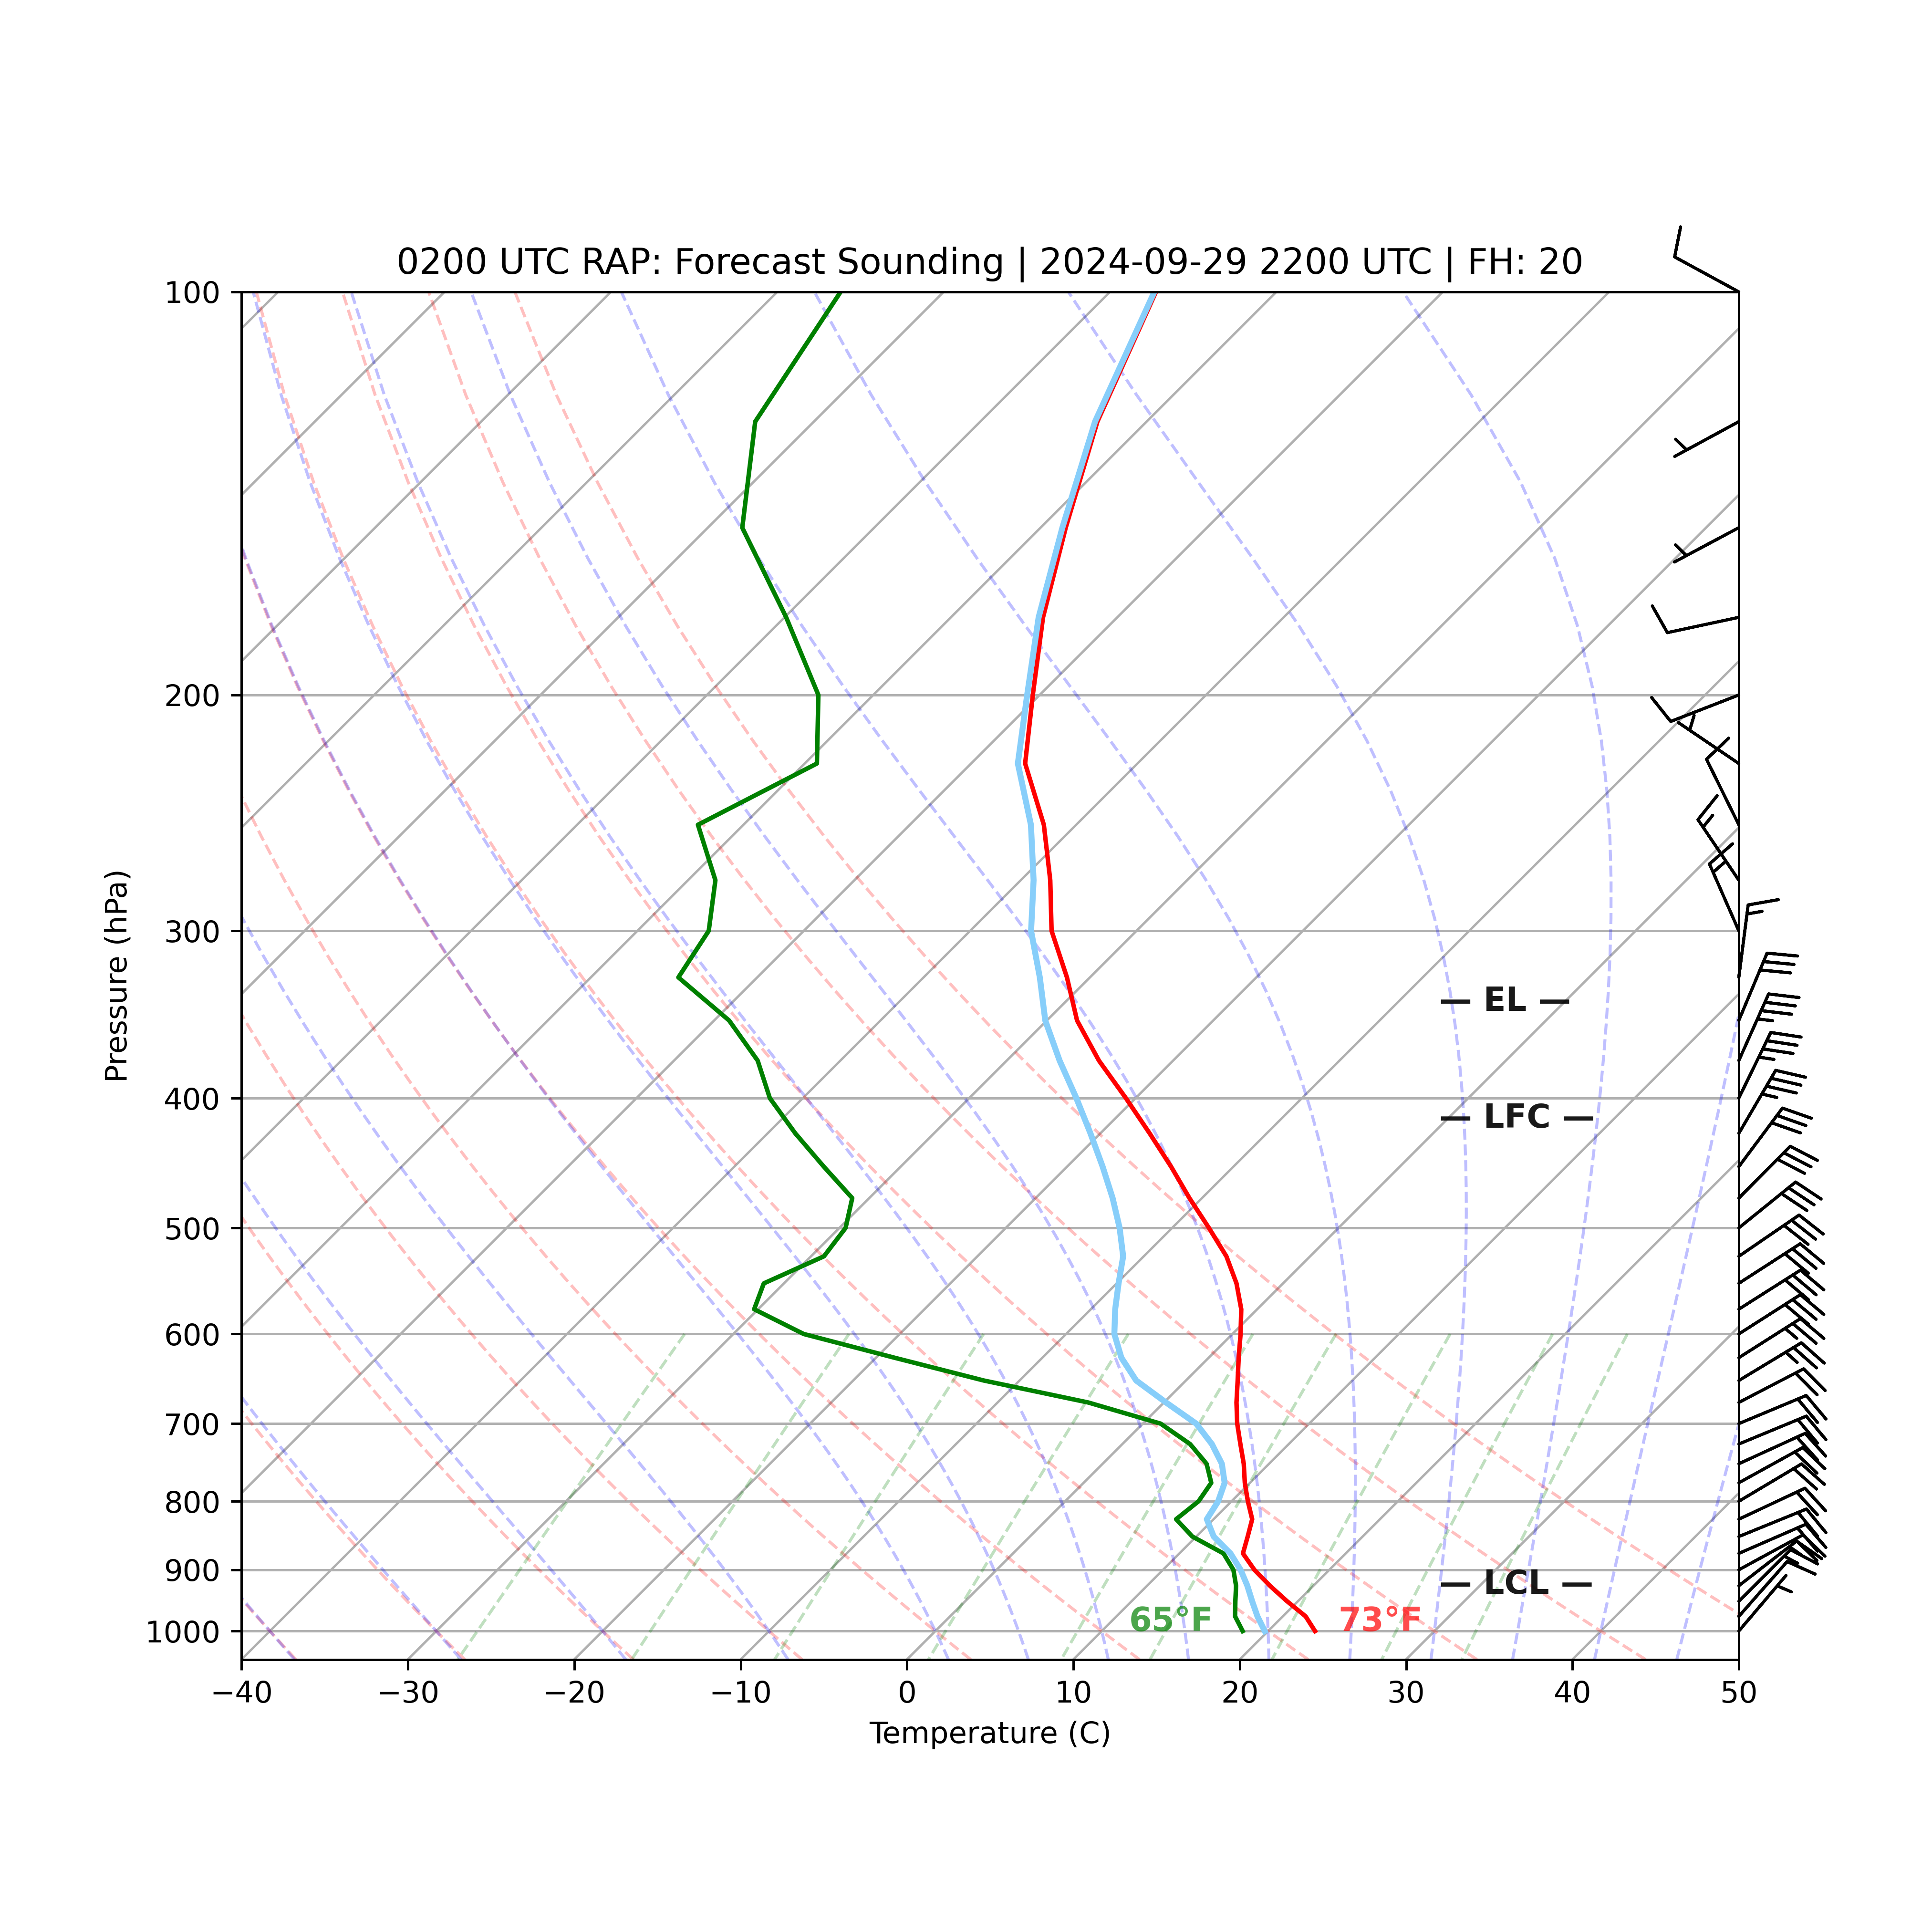 0200 UTC RAP: Forecast Sounding | 2024-09-29 2200 UTC | FH: 20
100
200
300
— EL —
400
— LFC —
500
600
700
800
900
— LCL —
65°F 73°F
1000
Pressure (hPa)
−40 −30 −20 −10 0 10 20 30 40 50
Temperature (C)